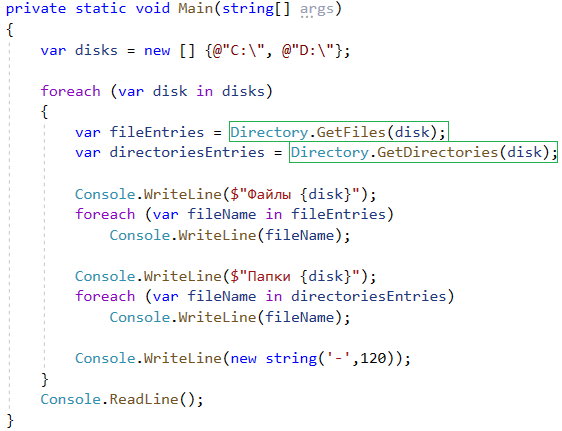 private static void Main(string[] args)
{
    var disks = new [] {@"C:\", @"D:\"};

    foreach (var disk in disks)
    {
        var fileEntries = Directory.GetFiles(disk);
        var directoriesEntries = Directory.GetDirectories(disk);

        Console.WriteLine($"Файлы {disk}");
        foreach (var fileName in fileEntries)
            Console.WriteLine(fileName);

        Console.WriteLine($"Папки {disk}");
        foreach (var fileName in directoriesEntries)
            Console.WriteLine(fileName);

        Console.WriteLine(new string('-',120));
    }
    Console.ReadLine();
}